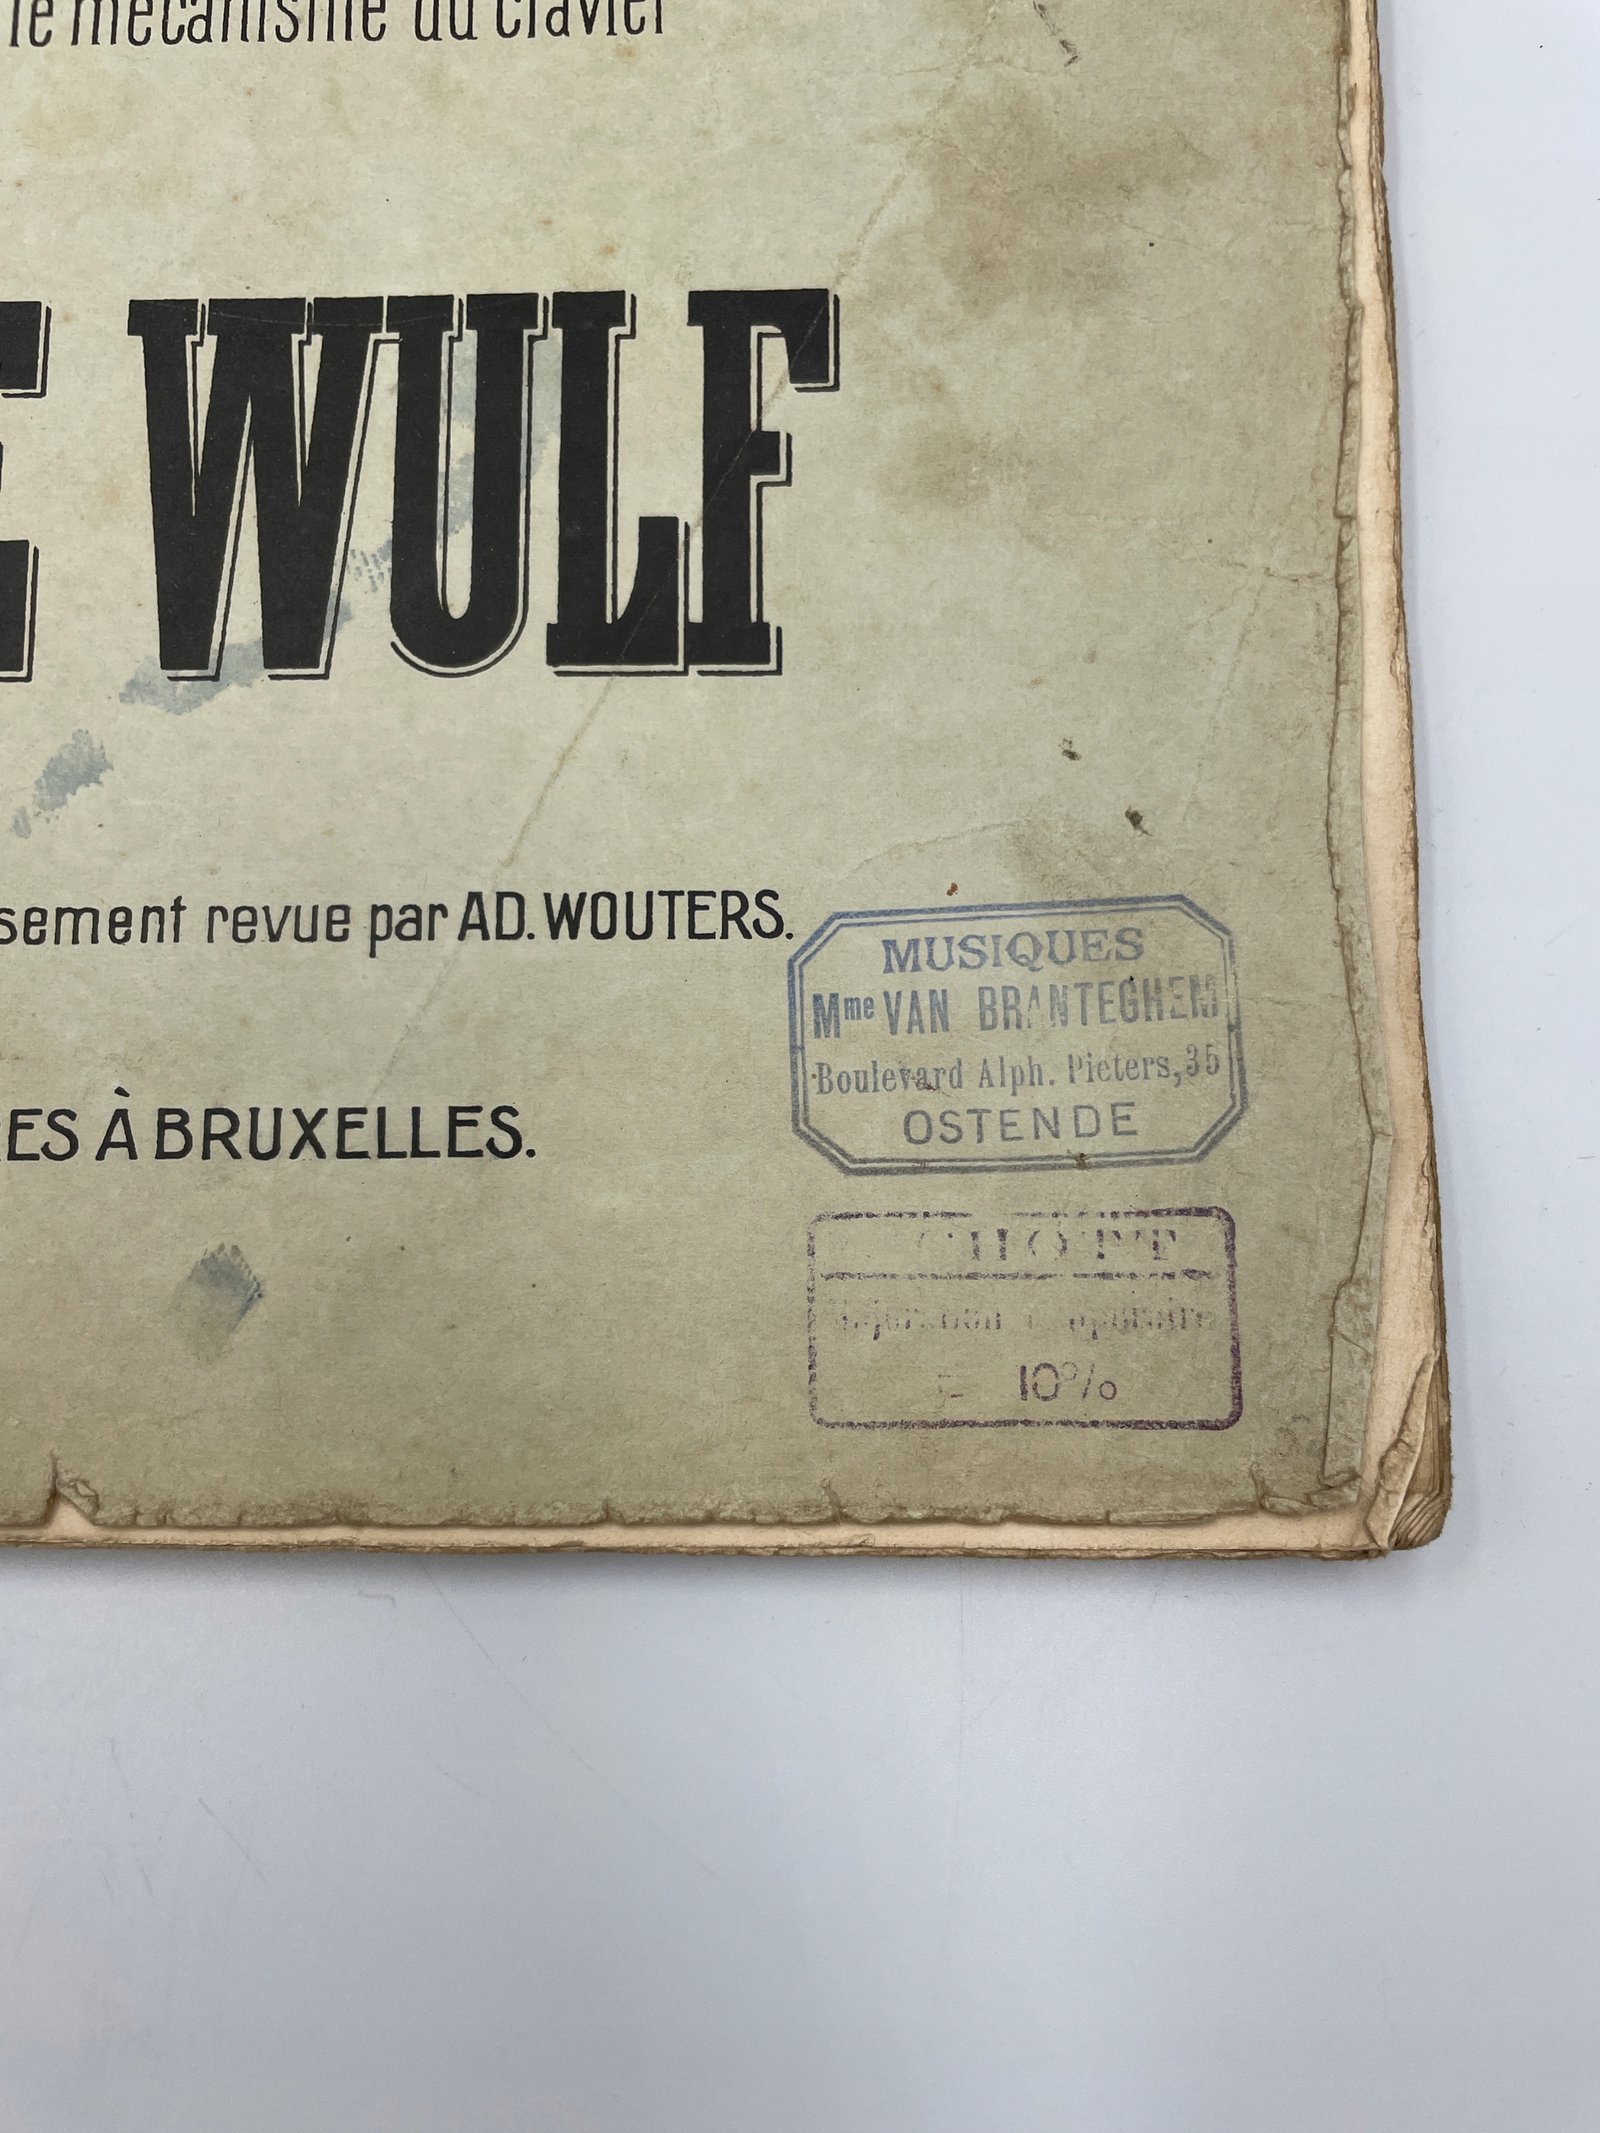 le mécanisme du clavier
E WULF
sement revue par AD. WOUTERS.
RES À BRUXELLES.
MUSIQUES
Mme VAN BRANTEGHEM
Boulevard Alph. Pieters, 35
OSTENDE
10%